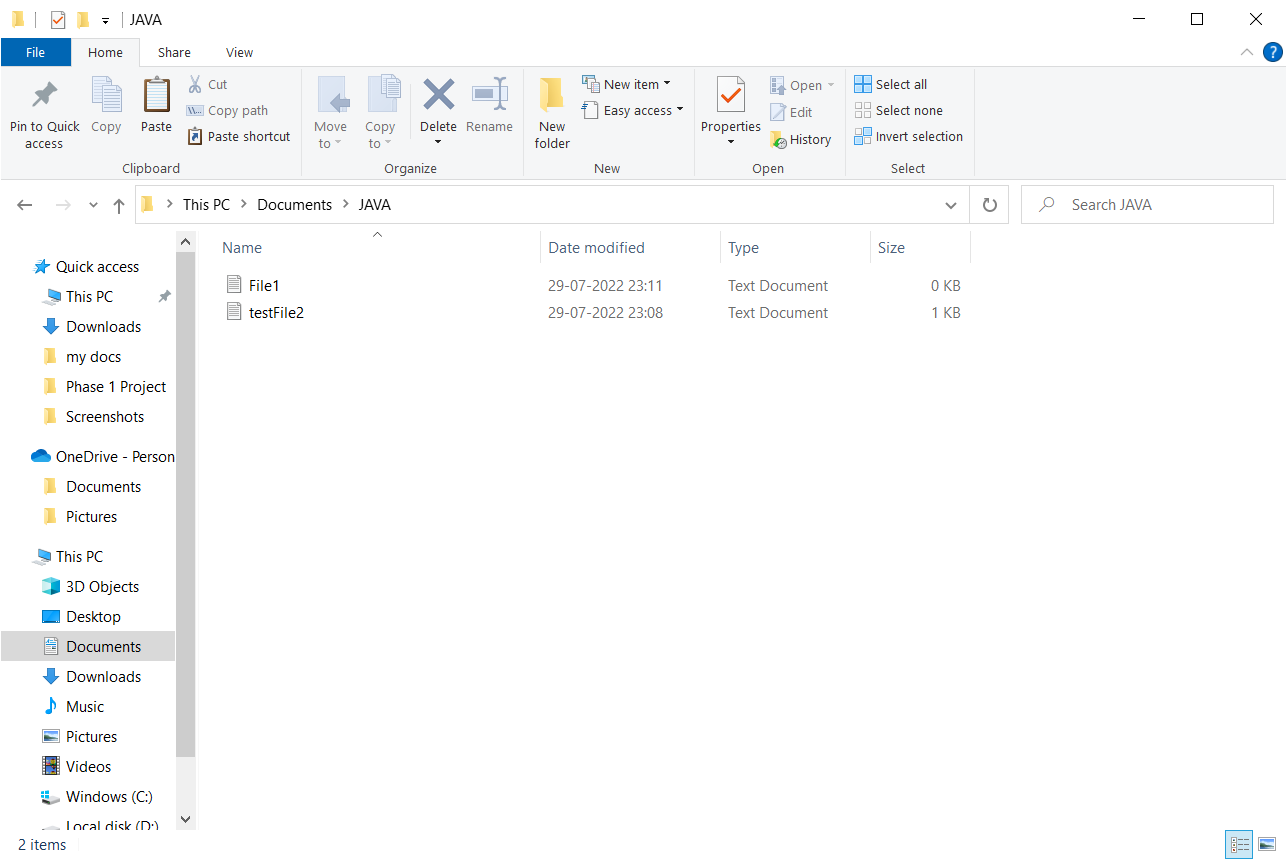 JAVA
File Home Share View
Pin to Quick access
Copy
Paste
Cut
Copy path
Paste shortcut
Clipboard
Move to
Copy to
Delete
Rename
Organize
New folder
New item
Easy access
New
Properties
Open
Edit
History
Open
Select all
Select none
Invert selection
Select
This PC > Documents > JAVA
Search JAVA
Name Date modified Type Size
File1 29-07-2022 23:11 Text Document 0 KB
testFile2 29-07-2022 23:08 Text Document 1 KB
Quick access
This PC
Downloads
my docs
Phase 1 Project
Screenshots
OneDrive - Person
Documents
Pictures
This PC
3D Objects
Desktop
Documents
Downloads
Music
Pictures
Videos
Windows (C:)
Local disk (D:)
2 items